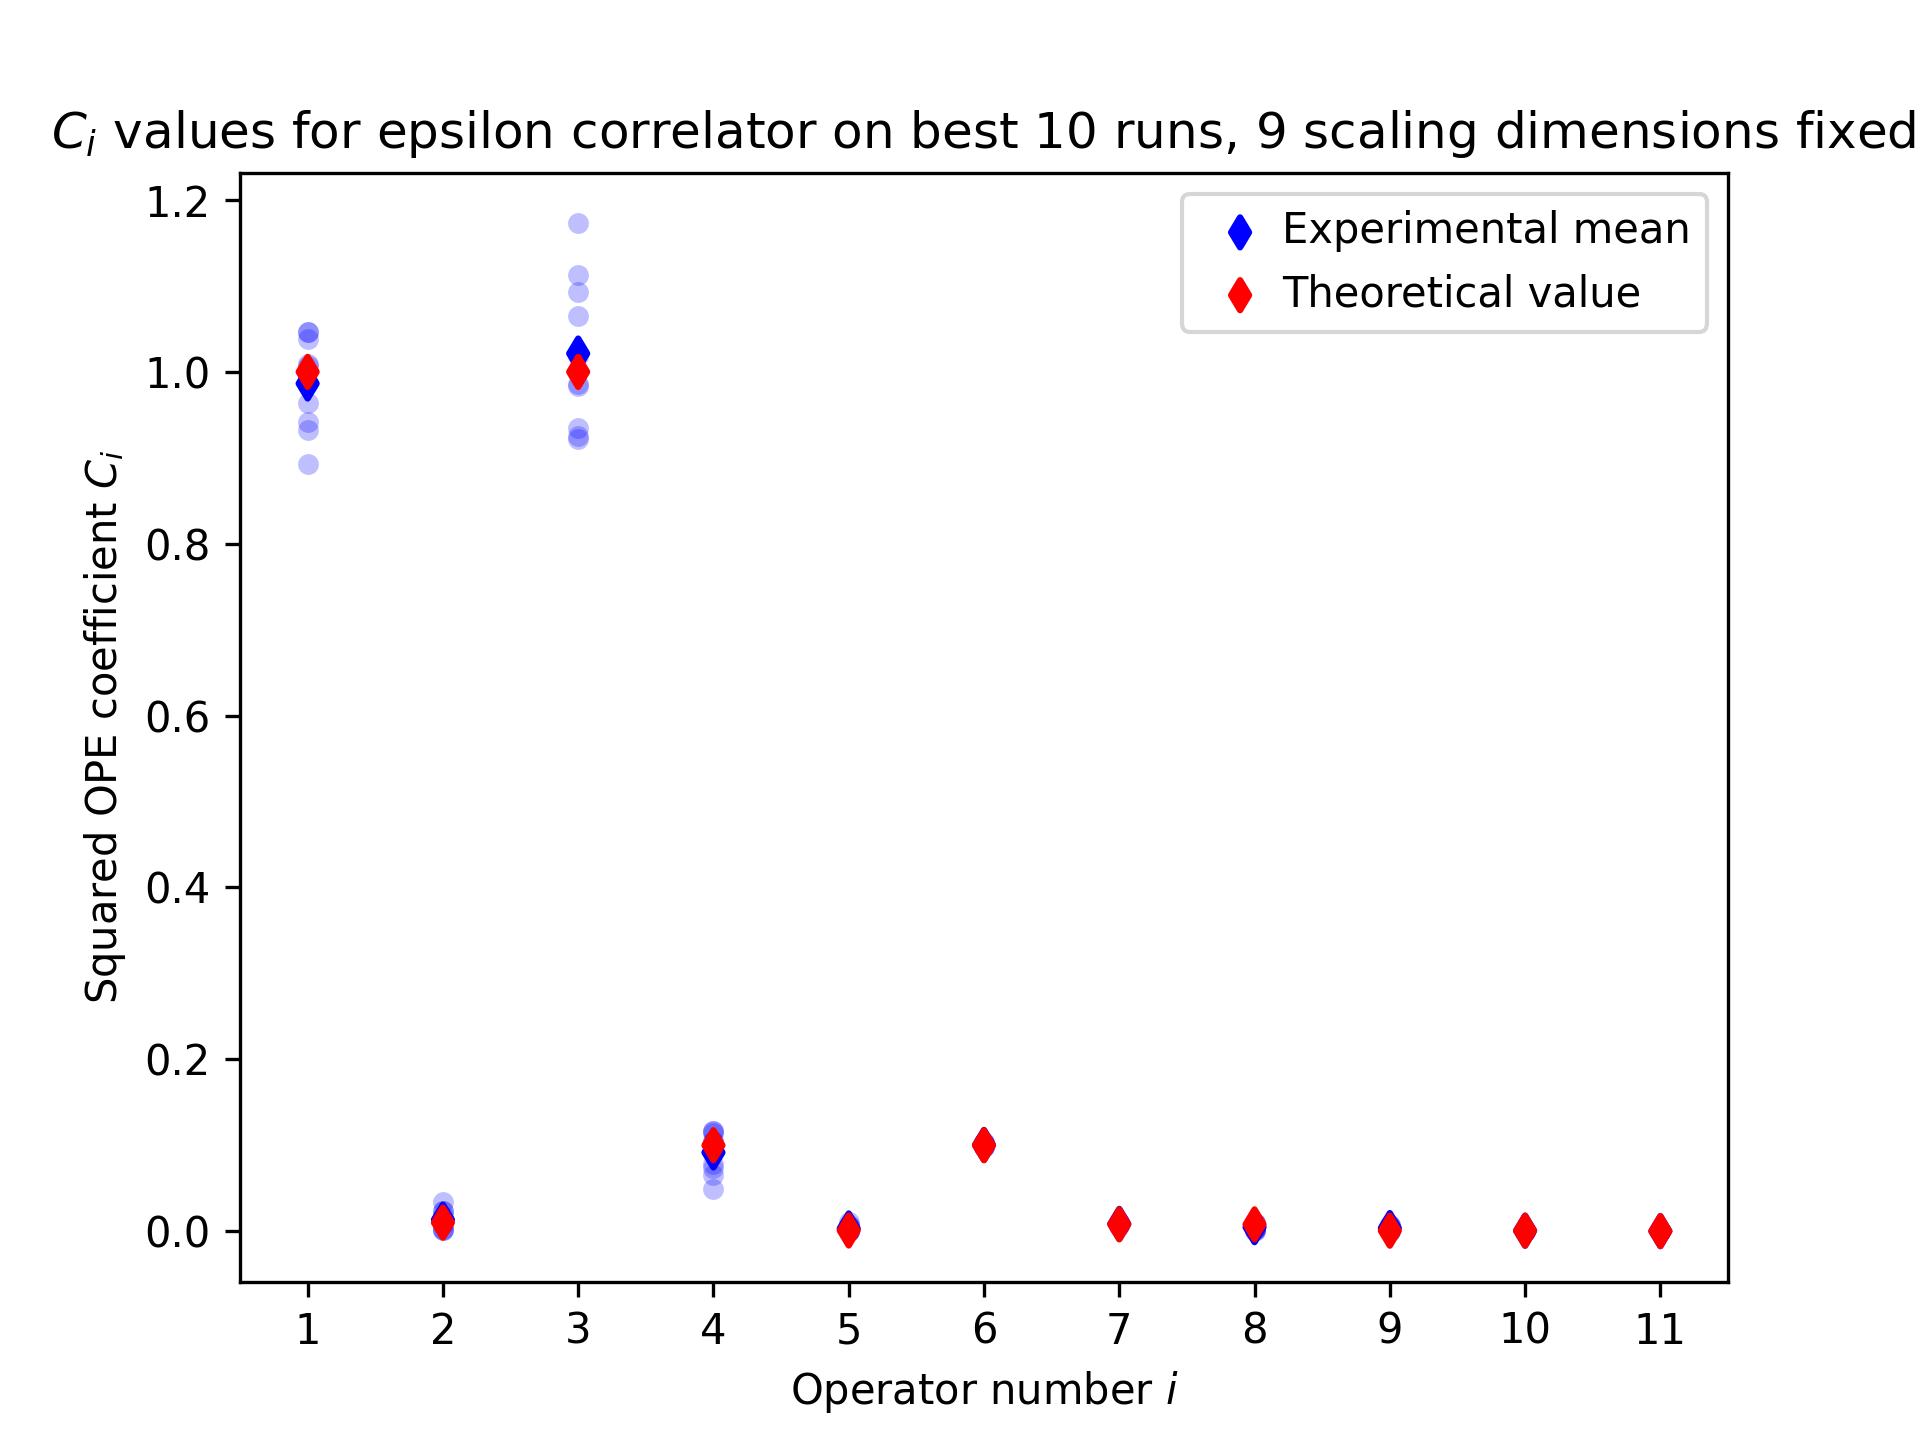 Cᵢ values for epsilon correlator on best 10 runs, 9 scaling dimensions fixed
Experimental mean
Theoretical value
Squared OPE coefficient Cᵢ
1.2
1.0
0.8
0.6
0.4
0.2
0.0
1 2 3 4 5 6 7 8 9 10 11
Operator number i